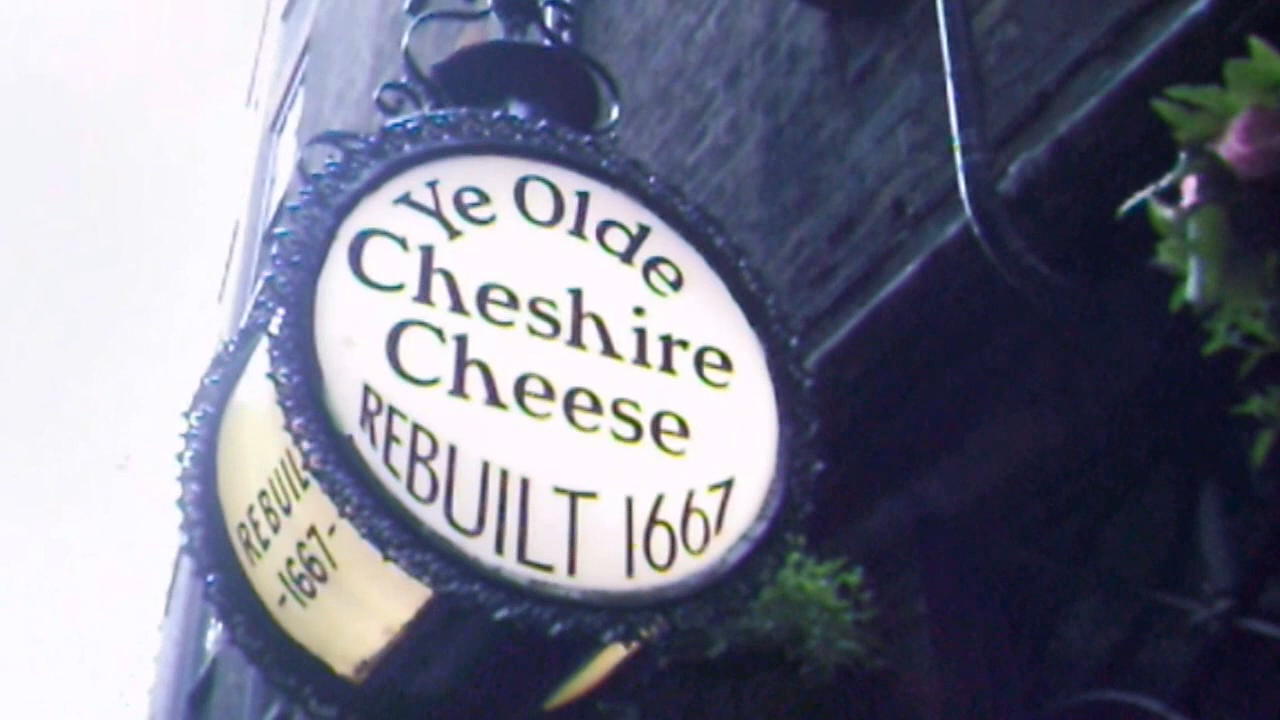 Ye Olde
Cheshire
Cheese
REBUILT 1667
REBUIL
-1667-